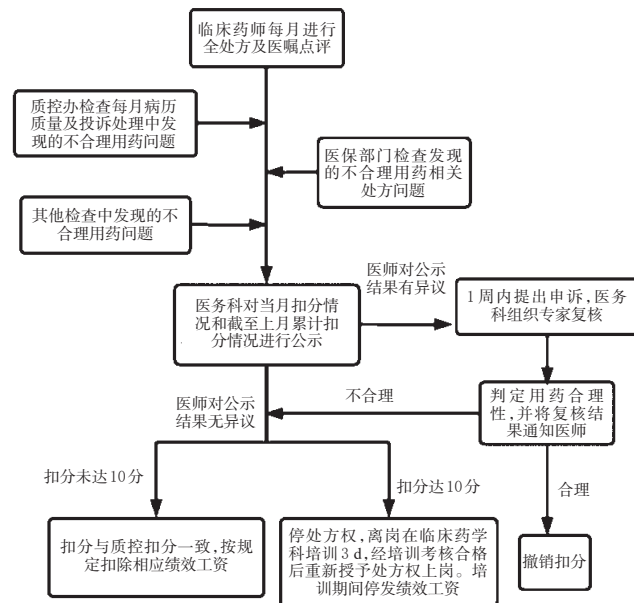 临床药师每月进行
全处方及医嘱点评
质控办检查每月病历
质量及投诉处理中发
现的不合理用药问题
医保部门检查发现
的不合理用药相关
处方问题
其他检查中发现的不
合理用药问题
医师对公示
结果有异议
医务科对当月扣分情
况和截至上月累计扣
分情况进行公示
1周内提出申诉,医务
科组织专家复核
不合理
判定用药合理
性,并将复核结
果通知医师
医师对公示
结果无异议
扣分未达10分
扣分达10分
合理
扣分与质控扣分一致,按规
定扣除相应绩效工资
停处方权,离岗在临床药学
科培训3 d,经培训考核合格
后重新授予处方权上岗。培
训期间停发绩效工资
撤销扣分